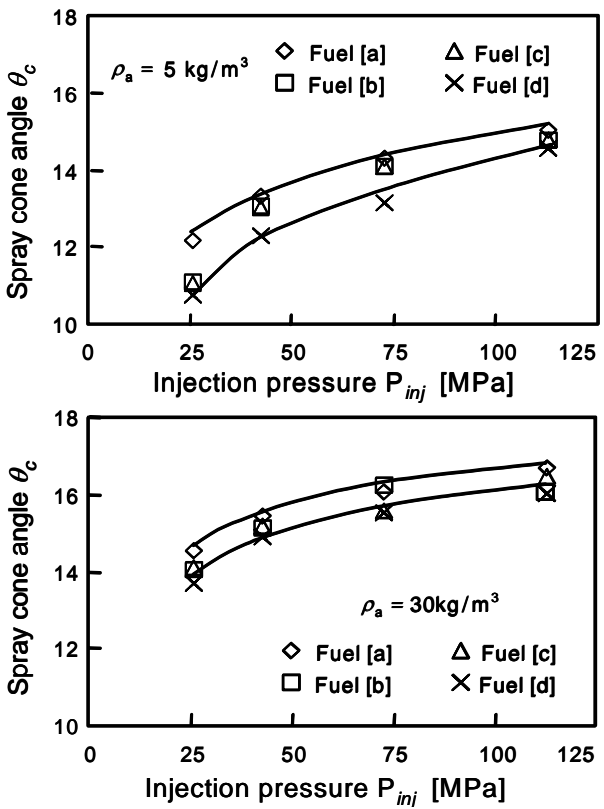 18
16
14
12
10
Spray cone angle θc
ρa = 5 kg/m³
Fuel [a]
Fuel [c]
Fuel [b]
Fuel [d]
0 25 50 75 100 125
Injection pressure Pinj [MPa]
18
16
14
12
10
Spray cone angle θc
ρa = 30kg/m³
Fuel [a]
Fuel [c]
Fuel [b]
Fuel [d]
0 25 50 75 100 125
Injection pressure Pinj [MPa]